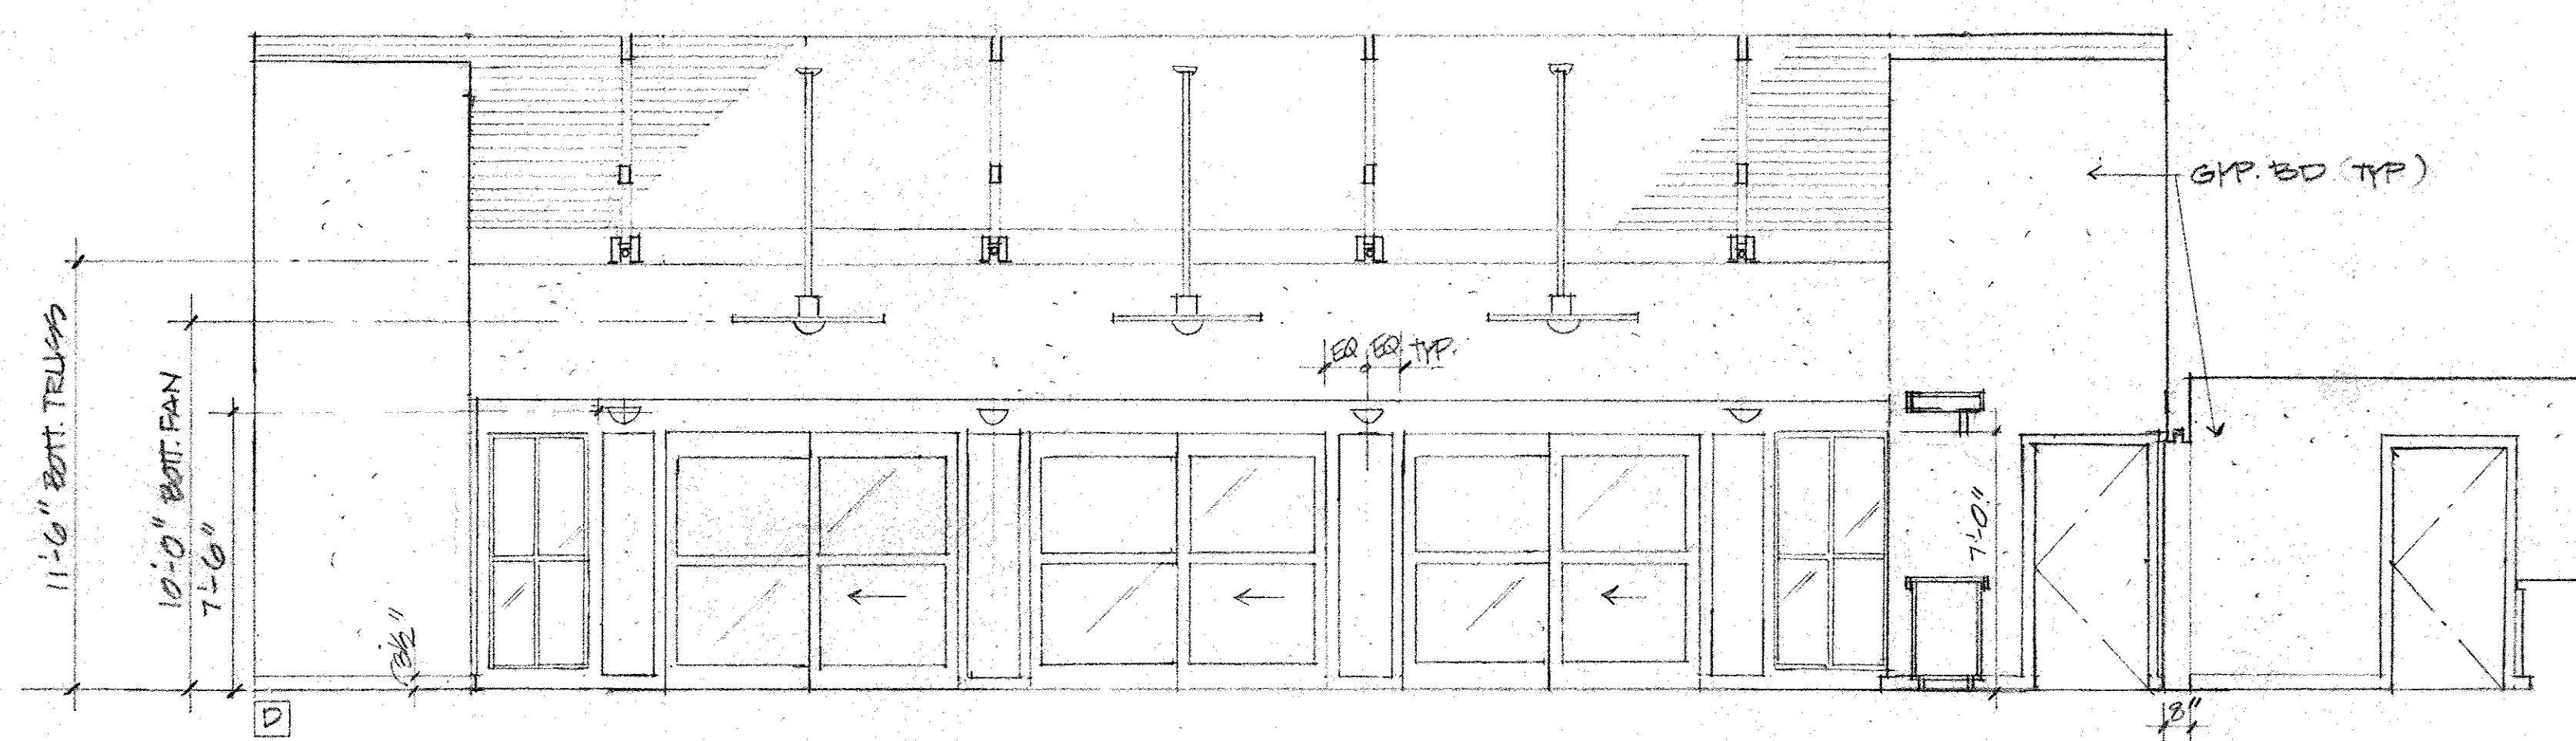 GYP. BD (TYP)
11'-6" BOTT. TRUSS
10'-0" BOTT. FAN
7'-6"
EQ EQ TYP.
7'-0"
(3½"
8"
D